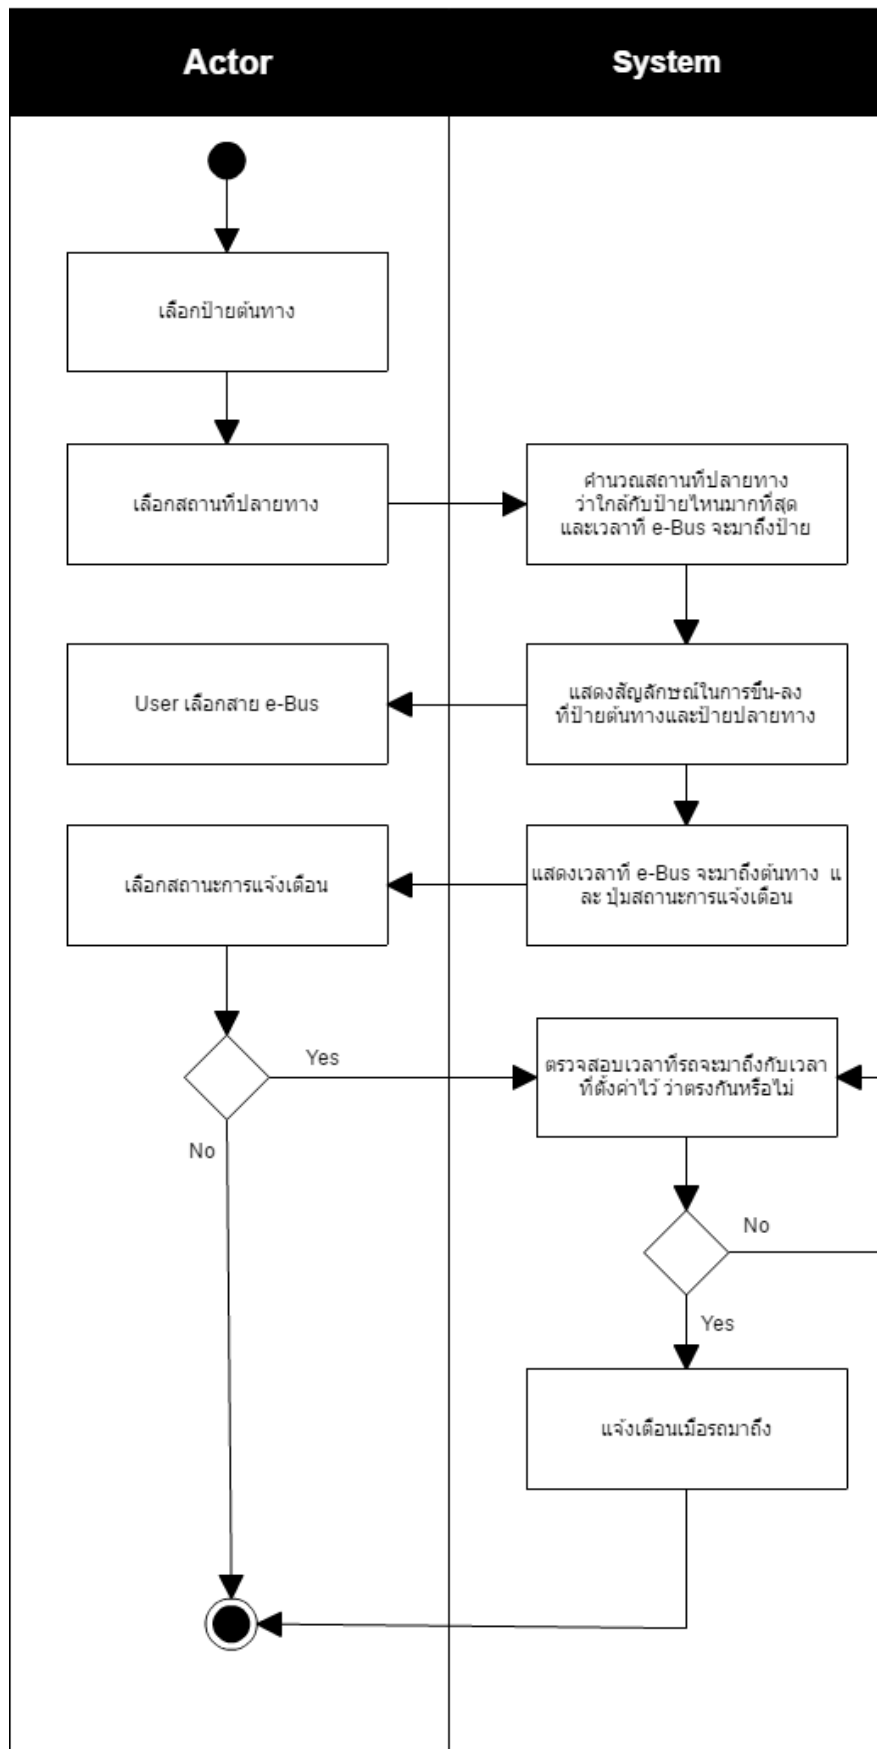 Actor
System
เลือกป้ายต้นทาง
เลือกสถานที่ปลายทาง
คำนวณสถานที่ปลายทาง
ว่าใกล้กับป้ายไหนมากที่สุด
และเวลาที่ e-Bus จะมาถึงป้าย
User เลือกสาย e-Bus
แสดงสัญลักษณ์ในการขึ้น-ลง
ที่ป้ายต้นทางและป้ายปลายทาง
เลือกสถานะการแจ้งเตือน
แสดงเวลาที่ e-Bus จะมาถึงต้นทาง แ
ละ ปุ่มสถานะการแจ้งเตือน
Yes
ตรวจสอบเวลาที่รถจะมาถึงกับเวลา
ที่ตั้งค่าไว้ ว่าตรงกันหรือไม่
No
No
Yes
แจ้งเตือนเมื่อรถมาถึง